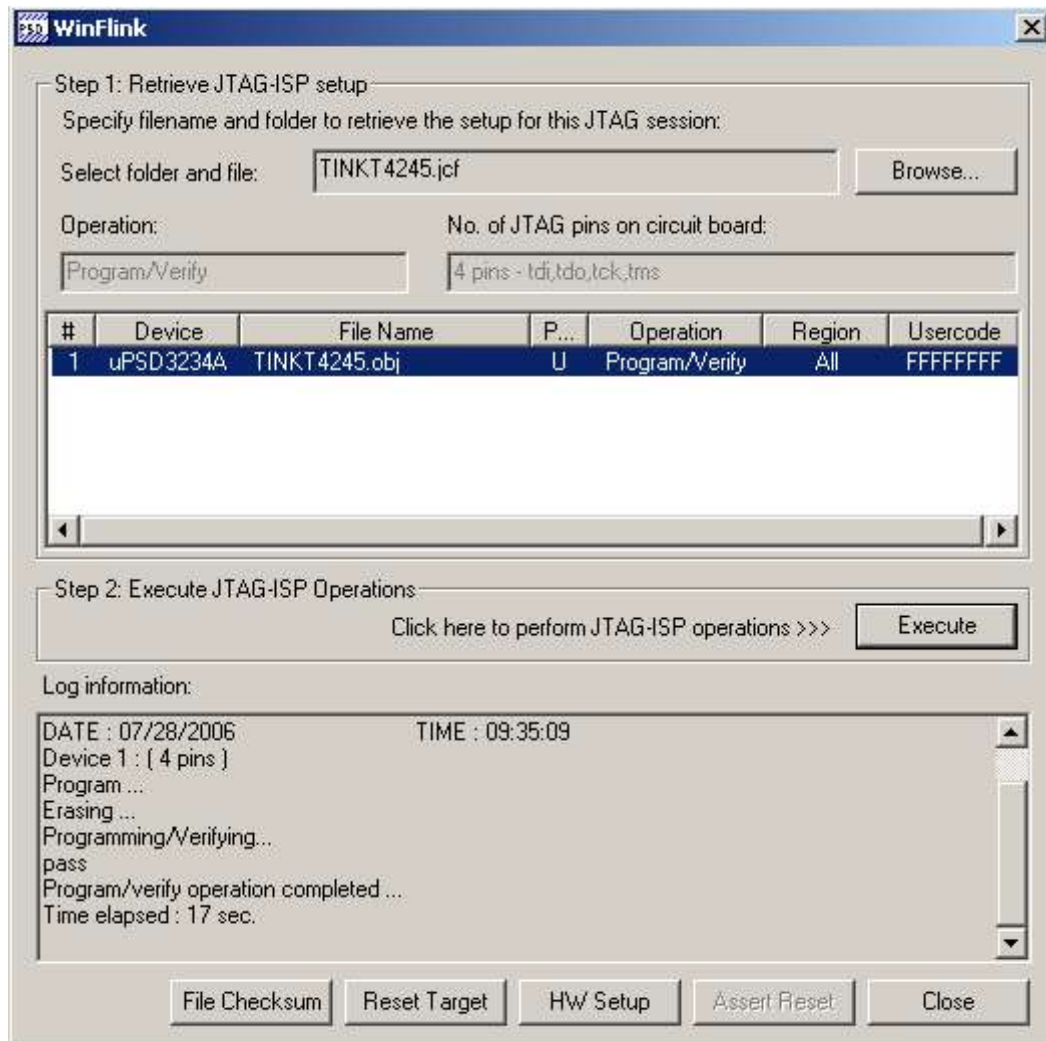 PSD WinFlink
Step 1: Retrieve JTAG-ISP setup
Specify filename and folder to retrieve the setup for this JTAG session:
Select folder and file: TINKT4245.jcf Browse...
Operation: No. of JTAG pins on circuit board:
Program/Verify 4 pins - tdi,tdo,tck,tms
# Device File Name P... Operation Region Usercode
1 uPSD3234A TINKT4245.obj U Program/Verify All FFFFFFFF
Step 2: Execute JTAG-ISP Operations
Click here to perform JTAG-ISP operations >>> Execute
Log information:
DATE : 07/28/2006 TIME : 09:35:09
Device 1 : ( 4 pins )
Program ...
Erasing ...
Programming/Verifying...
pass
Program/verify operation completed ...
Time elapsed : 17 sec.
File Checksum Reset Target HW Setup Assert Reset Close